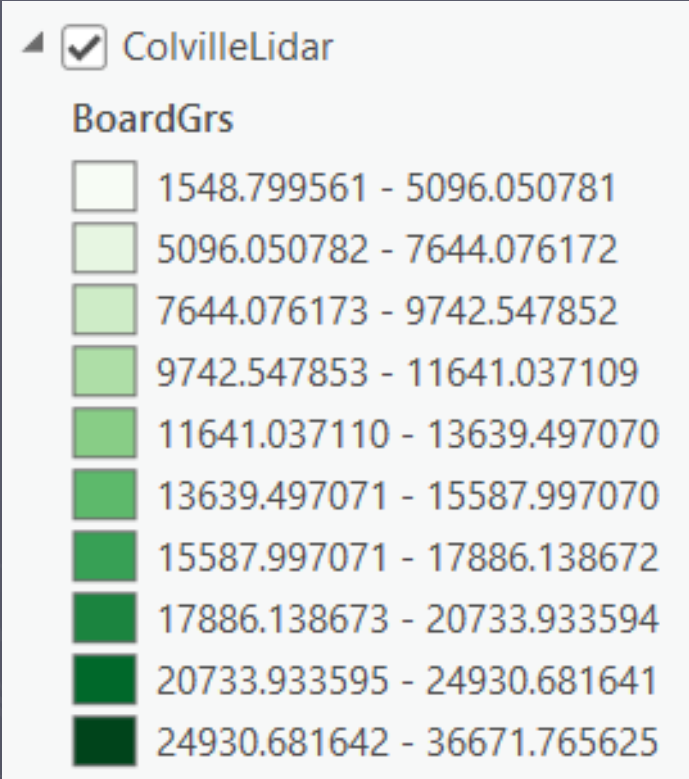 ColvilleLidar
BoardGrs
1548.799561 - 5096.050781
5096.050782 - 7644.076172
7644.076173 - 9742.547852
9742.547853 - 11641.037109
11641.037110 - 13639.497070
13639.497071 - 15587.997070
15587.997071 - 17886.138672
17886.138673 - 20733.933594
20733.933595 - 24930.681641
24930.681642 - 36671.765625